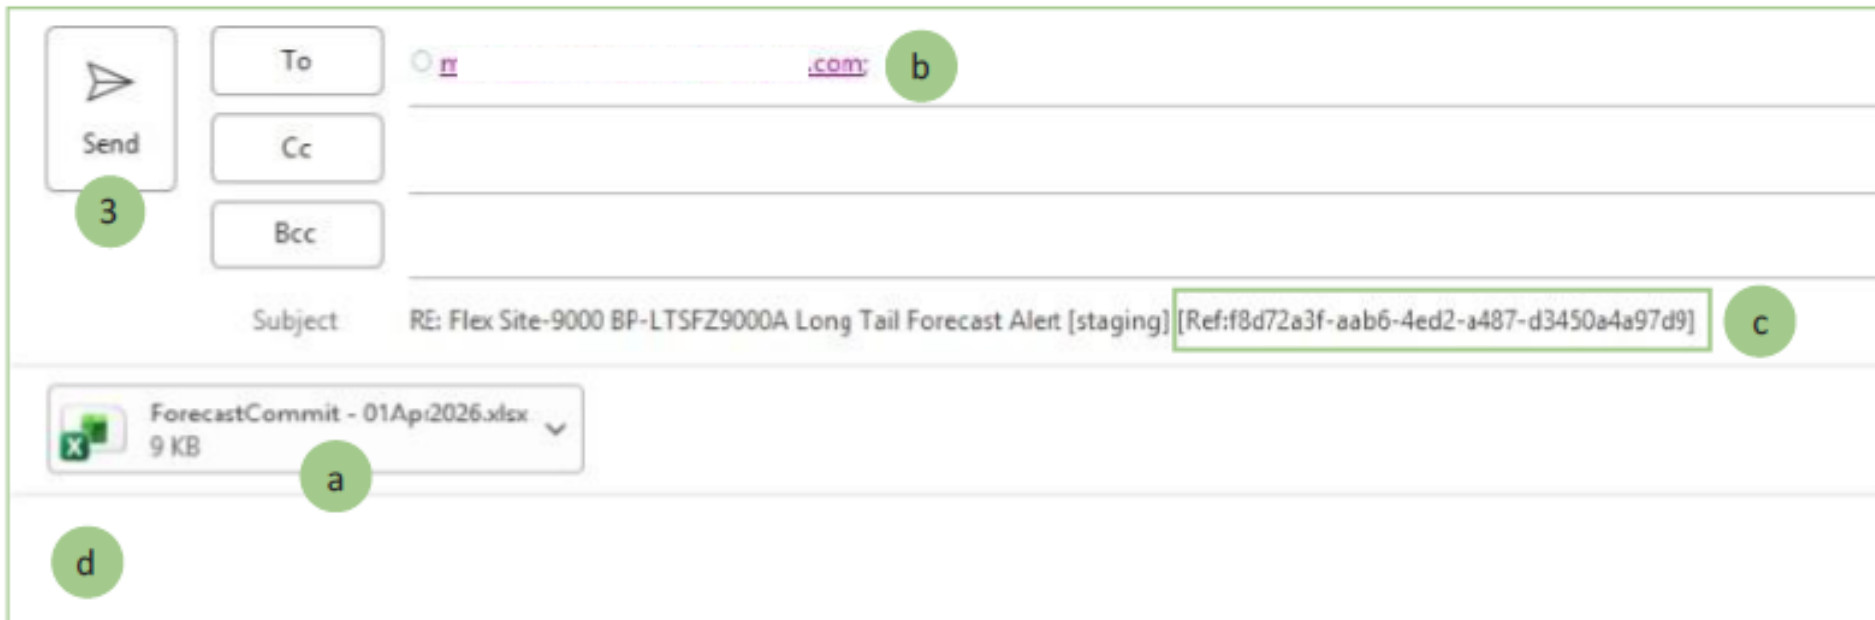 To
m
.com;
b
Send
Cc
3
Bcc
Subject
RE: Flex Site-9000 BP-LTSFZ9000A Long Tail Forecast Alert [staging] [Ref:f8d72a3f-aab6-4ed2-a487-d3450a4a97d9]
c
ForecastCommit - 01Apr2026.xlsx
9 KB
a
d